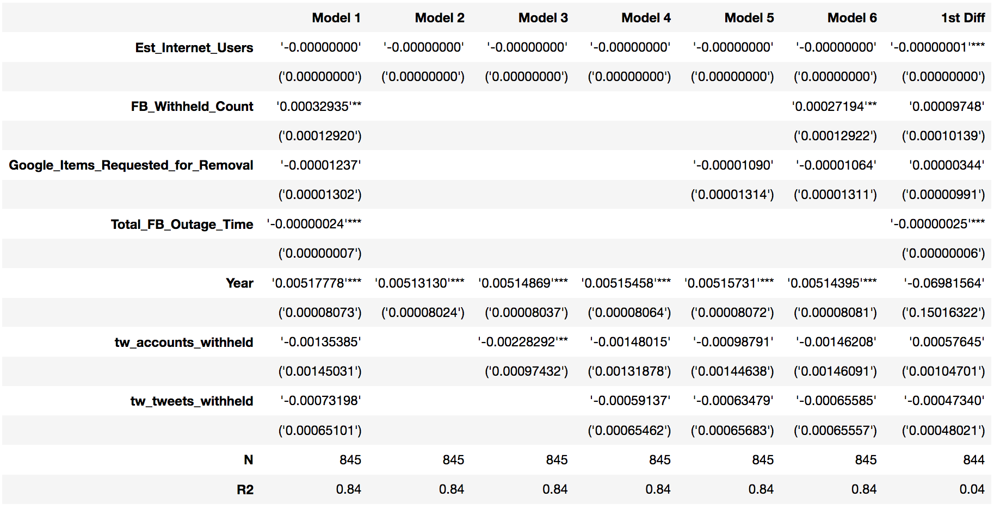 Model 1 Model 2 Model 3 Model 4 Model 5 Model 6 1st Diff
Est_Internet_Users '-0.00000000' '-0.00000000' '-0.00000000' '-0.00000000' '-0.00000000' '-0.00000000' '-0.00000001'***
('0.00000000') ('0.00000000') ('0.00000000') ('0.00000000') ('0.00000000') ('0.00000000') ('0.00000000')
FB_Withheld_Count '0.00032935'** '0.00027194'** '0.00009748'
('0.00012920') ('0.00012922') ('0.00010139')
Google_Items_Requested_for_Removal '-0.00001237' '-0.00001090' '-0.00001064' '0.00000344'
('0.00001302') ('0.00001314') ('0.00001311') ('0.00000991')
Total_FB_Outage_Time '-0.00000024'*** '-0.00000025'***
('0.00000007') ('0.00000006')
Year '0.00517778'*** '0.00513130'*** '0.00514869'*** '0.00515458'*** '0.00515731'*** '0.00514395'*** '-0.06981564'
('0.00008073') ('0.00008024') ('0.00008037') ('0.00008064') ('0.00008072') ('0.00008081') ('0.15016322')
tw_accounts_withheld '-0.00135385' '-0.00228292'** '-0.00148015' '-0.00098791' '-0.00146208' '0.00057645'
('0.00145031') ('0.00097432') ('0.00131878') ('0.00144638') ('0.00146091') ('0.00104701')
tw_tweets_withheld '-0.00073198' '-0.00059137' '-0.00063479' '-0.00065585' '-0.00047340'
('0.00065101') ('0.00065462') ('0.00065683') ('0.00065557') ('0.00048021')
N 845 845 845 845 845 845 844
R2 0.84 0.84 0.84 0.84 0.84 0.84 0.04